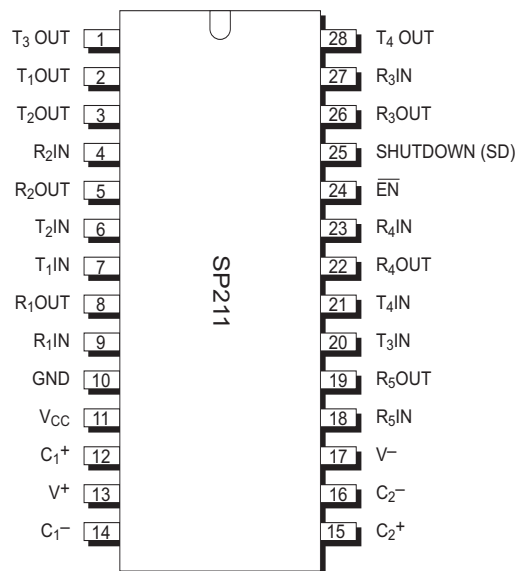 T₃ OUT 1 28 T₄ OUT
T₁OUT 2 27 R₃IN
T₂OUT 3 26 R₃OUT
R₂IN 4 25 SHUTDOWN (SD)
R₂OUT 5 24 E̅N̅
T₂IN 6 23 R₄IN
T₁IN 7 22 R₄OUT
R₁OUT 8 21 T₄IN
R₁IN 9 20 T₃IN
GND 10 19 R₅OUT
V_CC 11 18 R₅IN
C₁⁺ 12 17 V⁻
V⁺ 13 16 C₂⁻
C₁⁻ 14 15 C₂⁺
SP211